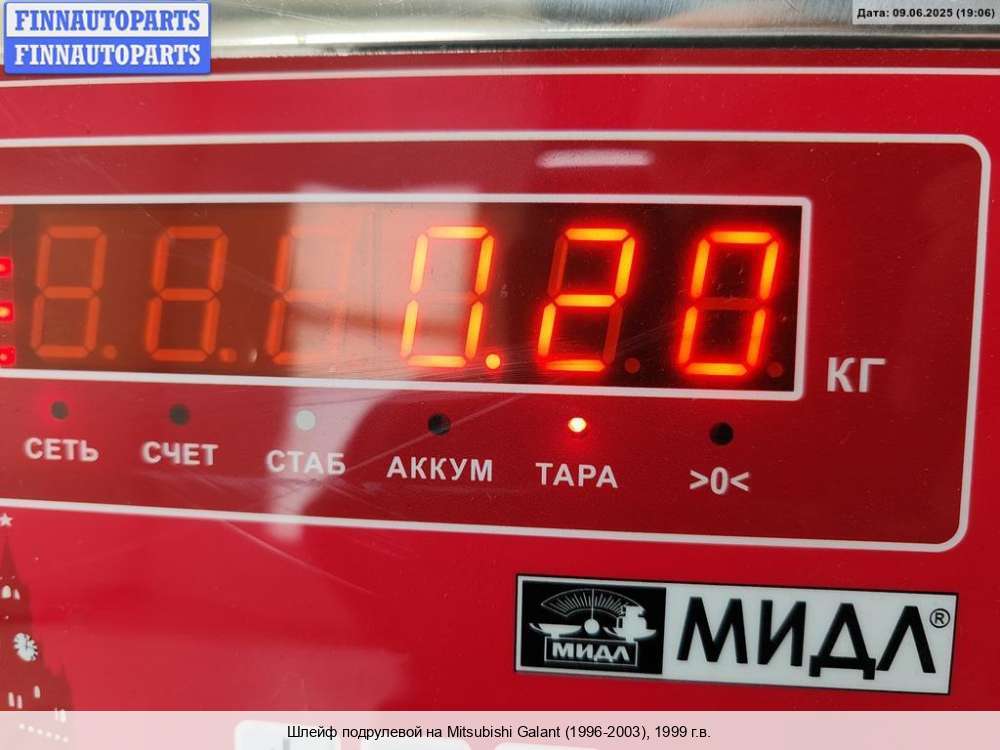 FINNAUTOPARTS
FINNAUTOPARTS
Дата: 09.06.2025 (19:06)
0.20
КГ
СЕТЬ СЧЕТ СТАБ АККУМ ТАРА >0<
МИДЛ
МИДЛ®
Шлейф подрулевой на Mitsubishi Galant (1996-2003), 1999 г.в.